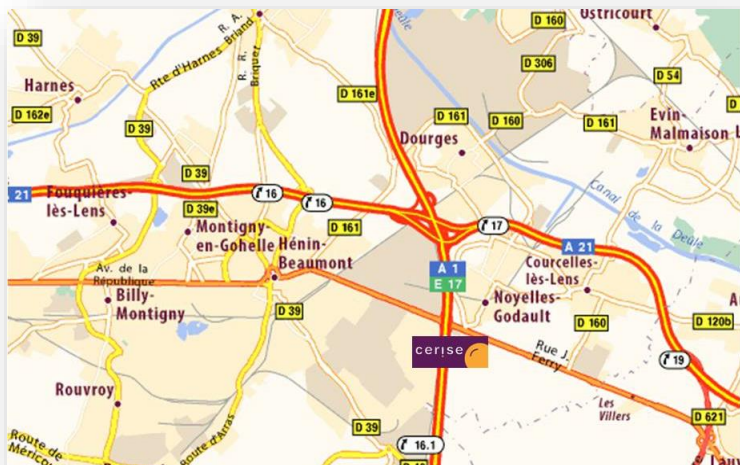 D 39
R. A.
Briand
Rte d'Harnes
R. R.
Briquet
D 160
Ostricourt
D 306
D 54
Harnes
D 162e
D 39
D 161e
D 161
D 160
D 161
Evin-
Malmaison
Dourges
D 39
21
Fouquières-
lès-Lens
D 39e
16
16
Montigny-
en-Gohelle
Hénin-
Beaumont
D 161
17
A 21
Canal de la Deûle
A 1
E 17
Courcelles-
lès-Lens
Noyelles-
Godault
Av. de la
République
Billy-
Montigny
D 39
D 160
D 120b
cerise
Rue J.
Ferry
19
Rouvroy
Les
Villers
D 621
Route de
Route d'Arras
D 39
16.1